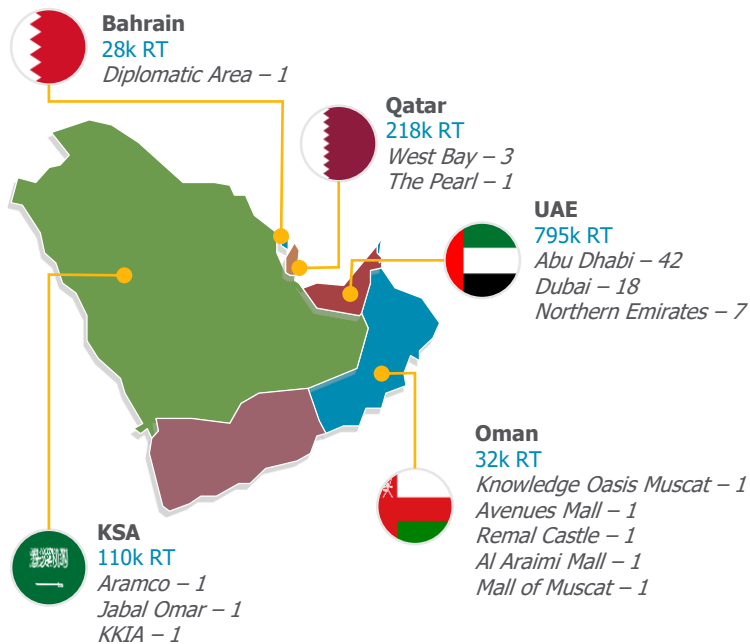 Bahrain
28k RT
Diplomatic Area – 1
Qatar
218k RT
West Bay – 3
The Pearl – 1
UAE
795k RT
Abu Dhabi – 42
Dubai – 18
Northern Emirates – 7
Oman
32k RT
Knowledge Oasis Muscat – 1
Avenues Mall – 1
Remal Castle – 1
Al Araimi Mall – 1
Mall of Muscat – 1
KSA
110k RT
Aramco – 1
Jabal Omar – 1
KKIA – 1